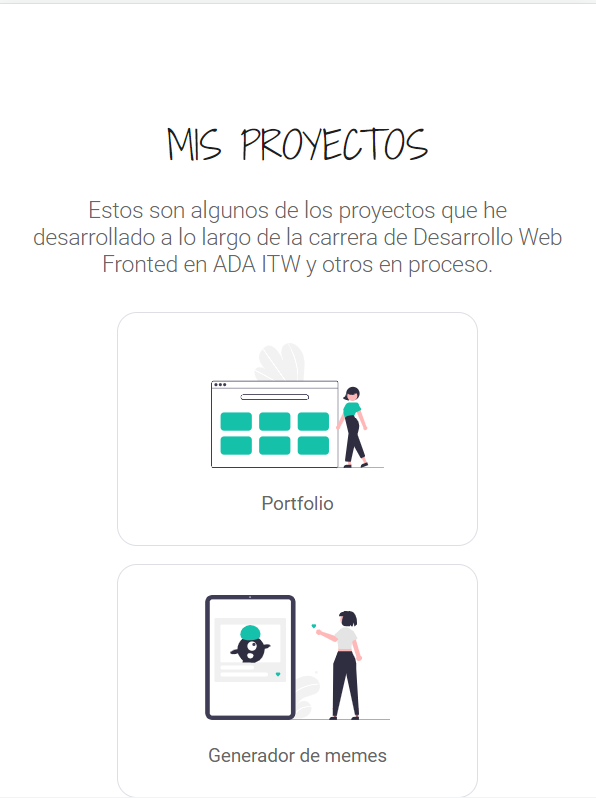 MIS PROYECTOS
Estos son algunos de los proyectos que he
desarrollado a lo largo de la carrera de Desarrollo Web
Fronted en ADA ITW y otros en proceso.
Portfolio
Generador de memes